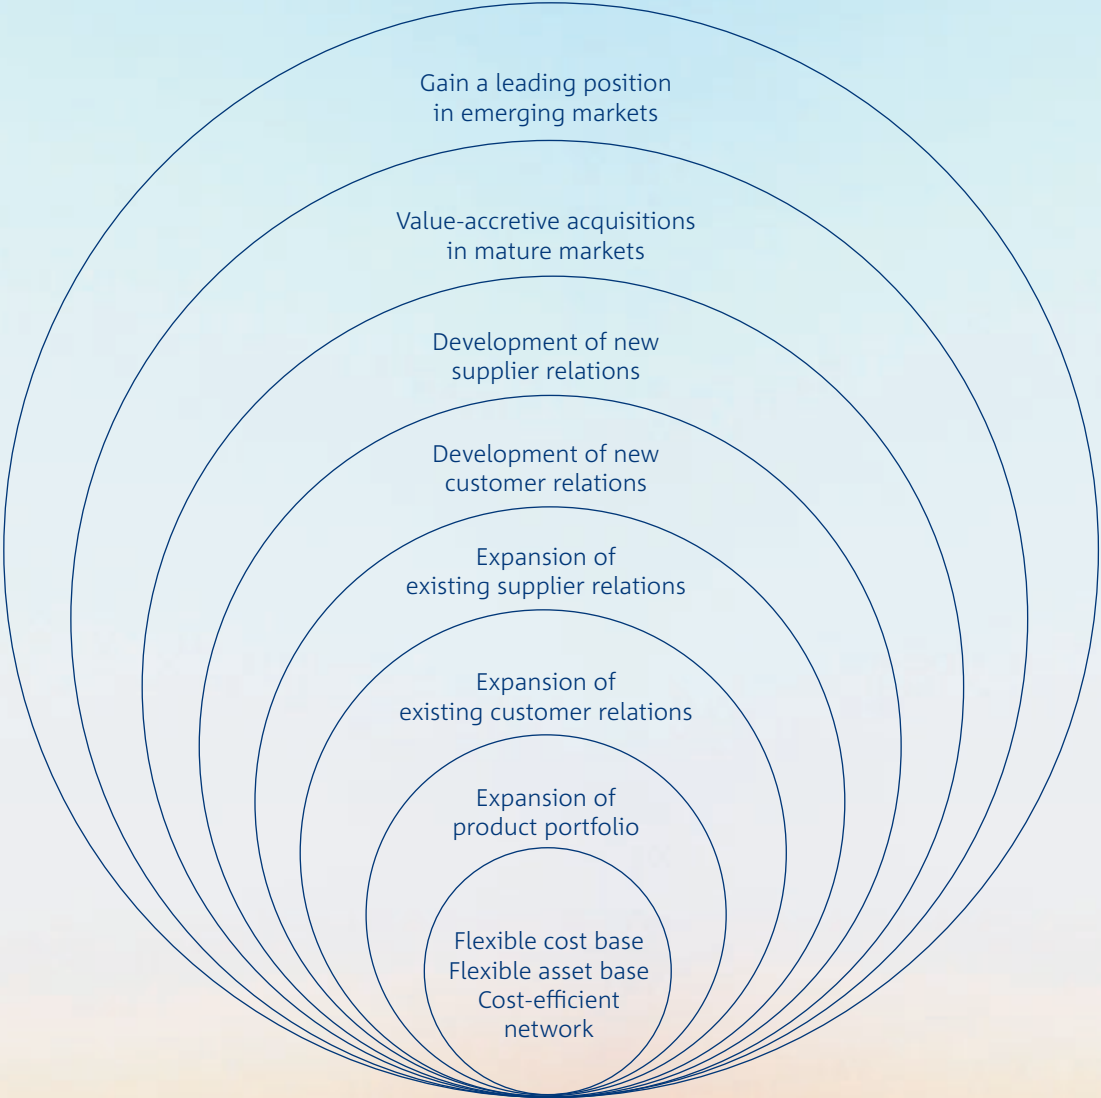 Gain a leading position
in emerging markets
Value-accretive acquisitions
in mature markets
Development of new
supplier relations
Development of new
customer relations
Expansion of
existing supplier relations
Expansion of
existing customer relations
Expansion of
product portfolio
Flexible cost base
Flexible asset base
Cost-efficient
network